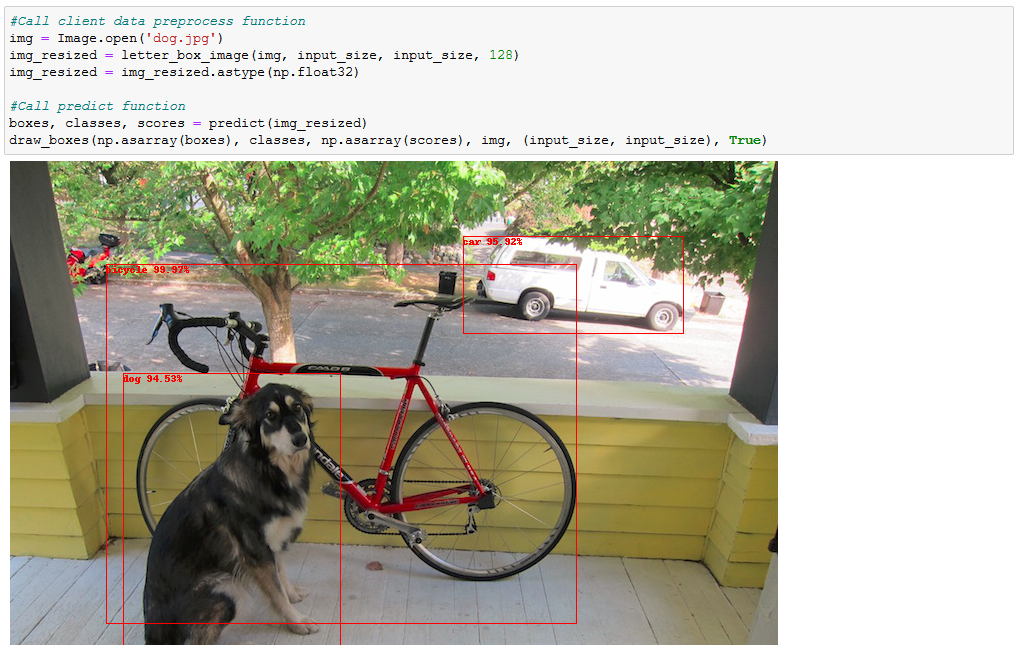 #Call client data preprocess function
img = Image.open('dog.jpg')
img_resized = letter_box_image(img, input_size, input_size, 128)
img_resized = img_resized.astype(np.float32)
#Call predict function
boxes, classes, scores = predict(img_resized)
draw_boxes(np.asarray(boxes), classes, np.asarray(scores), img, (input_size, input_size), True)
car 95.92%
bicycle 99.97%
dog 94.53%